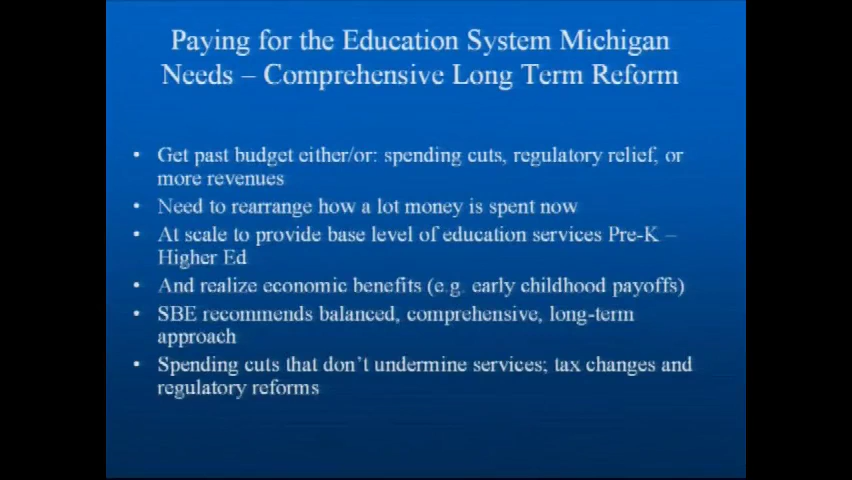 Paying for the Education System Michigan
Needs – Comprehensive Long Term Reform
• Get past budget either/or: spending cuts, regulatory relief, or
more revenues
• Need to rearrange how a lot money is spent now
• At scale to provide base level of education services Pre-K –
Higher Ed
• And realize economic benefits (e.g. early childhood payoffs)
• SBE recommends balanced, comprehensive, long-term
approach
• Spending cuts that don’t undermine services; tax changes and
regulatory reforms